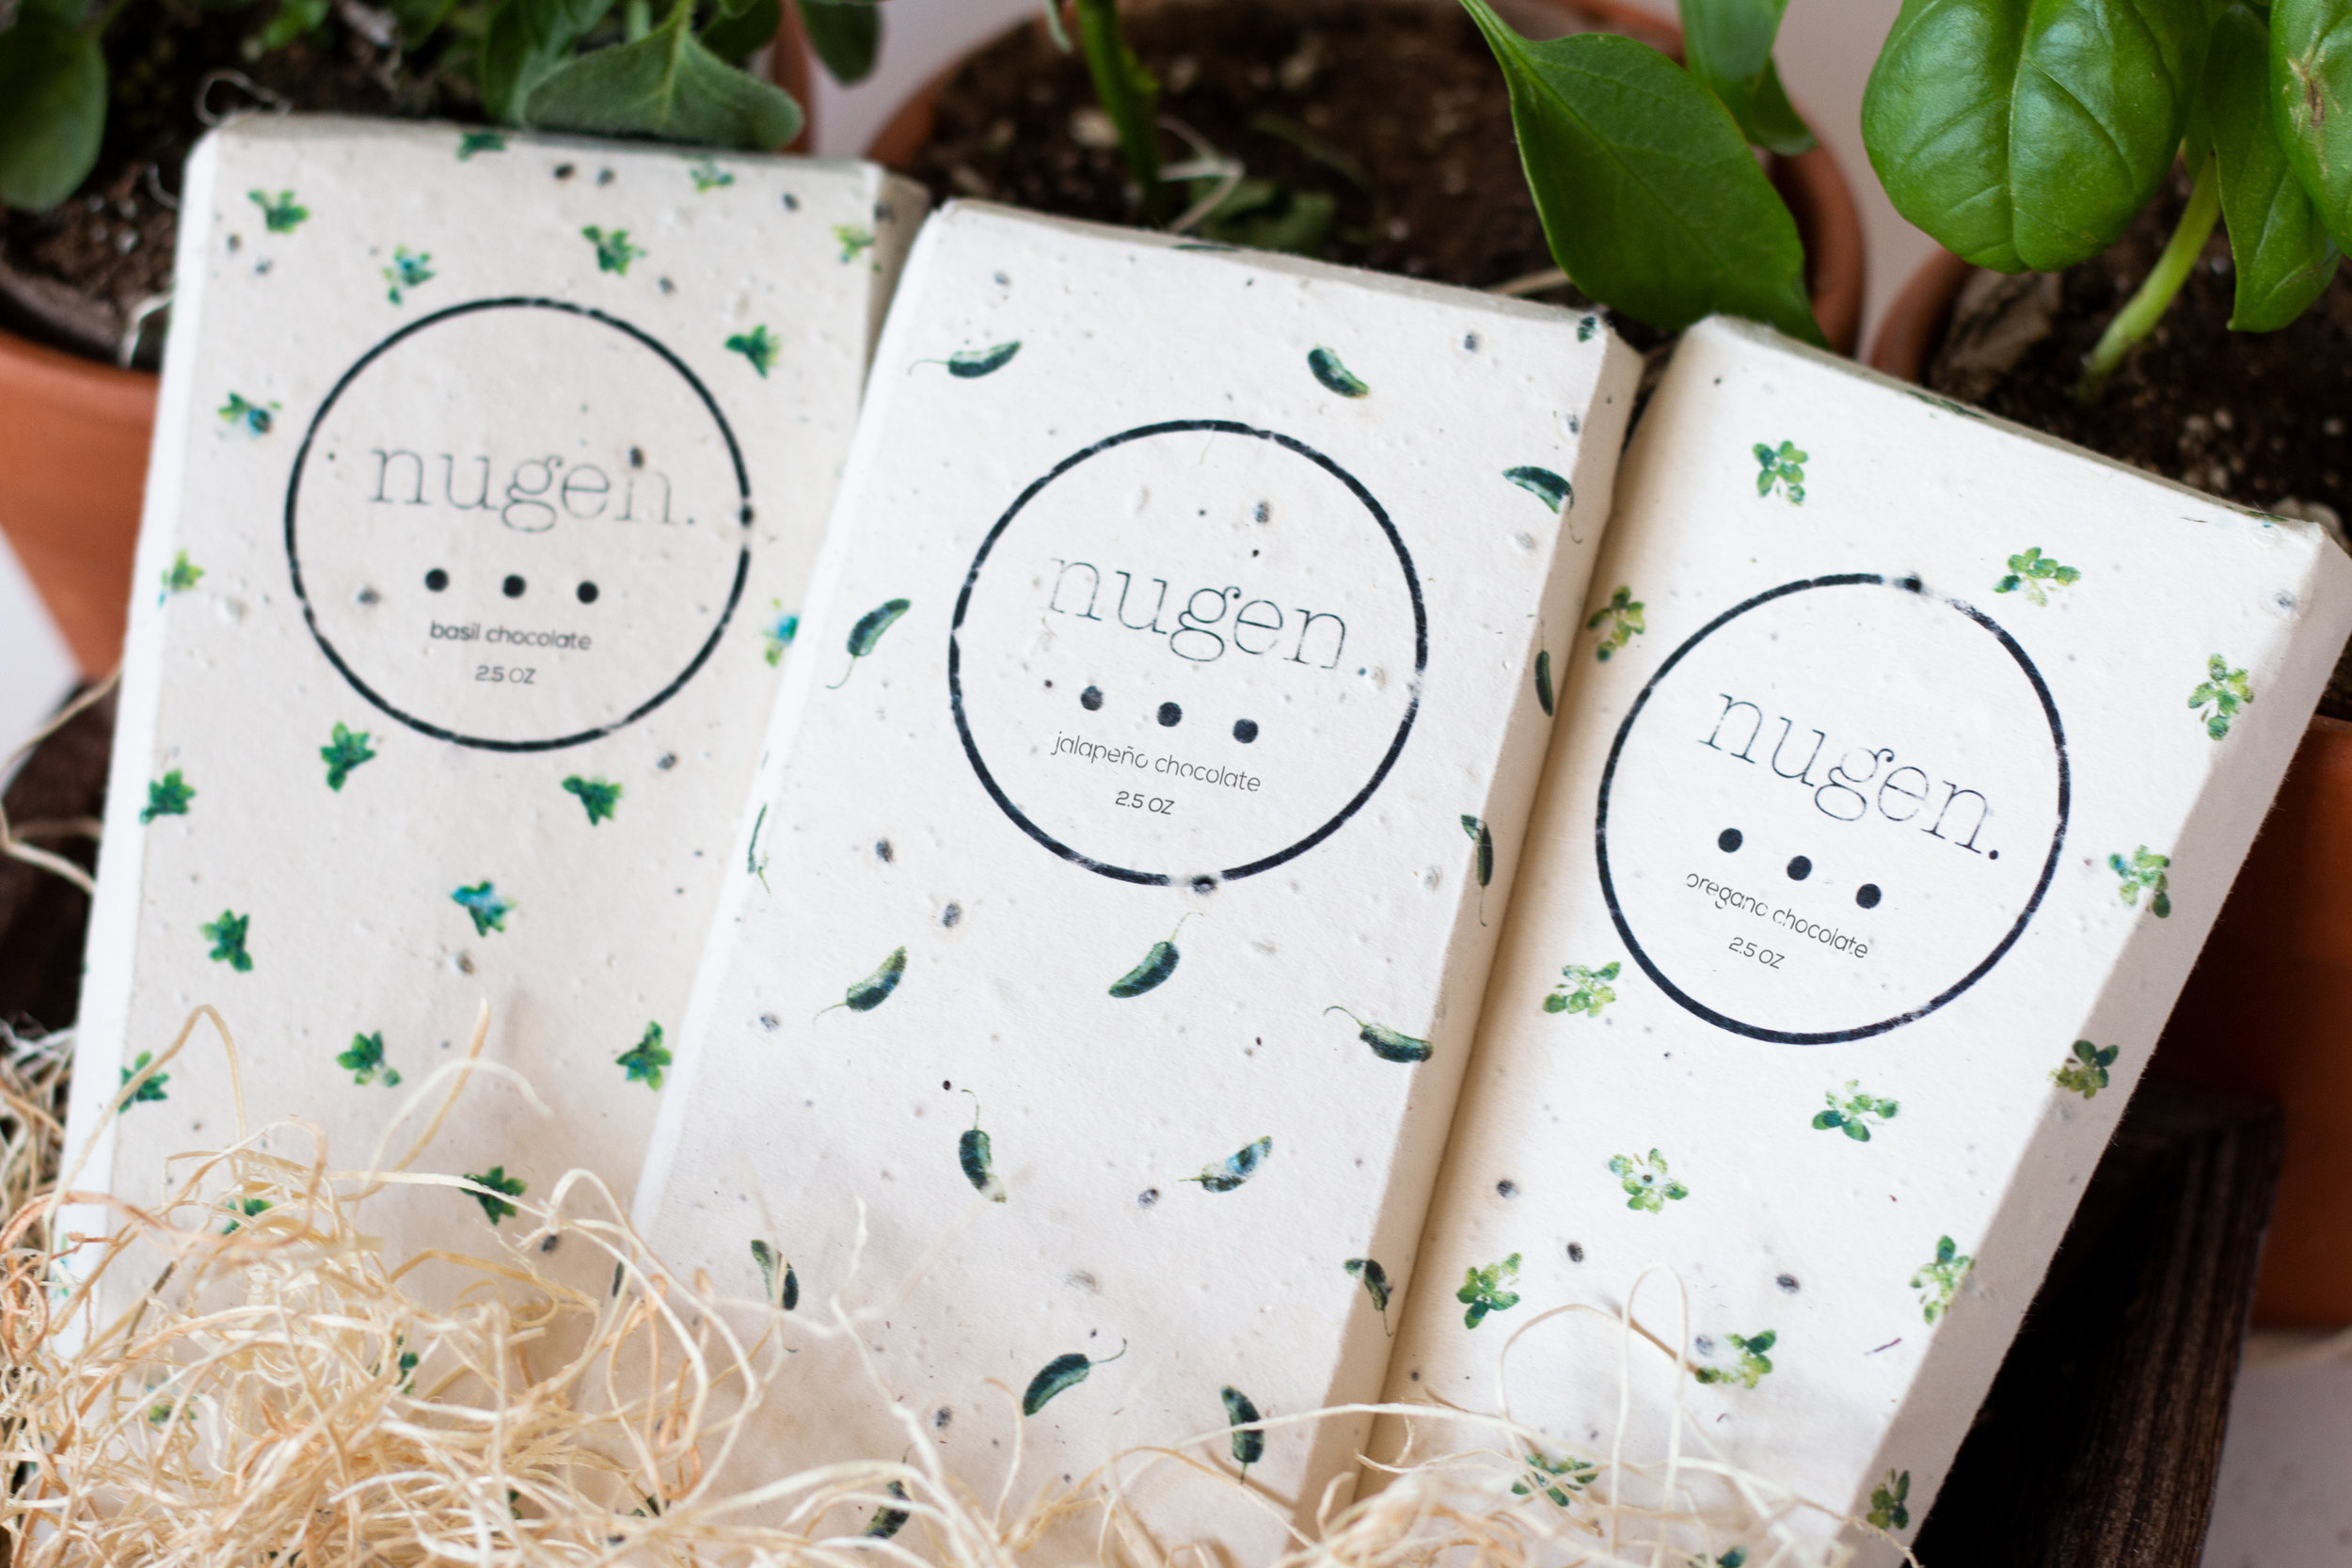 nugen.
basil chocolate
2.5 OZ
nugen.
jalapeño chocolate
2.5 OZ
nugen.
oregano chocolate
2.5 OZ